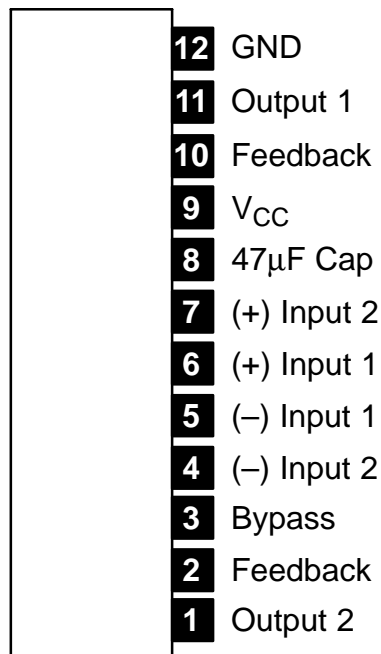 12 GND
11 Output 1
10 Feedback
9 VCC
8 47μF Cap
7 (+) Input 2
6 (+) Input 1
5 (–) Input 1
4 (–) Input 2
3 Bypass
2 Feedback
1 Output 2